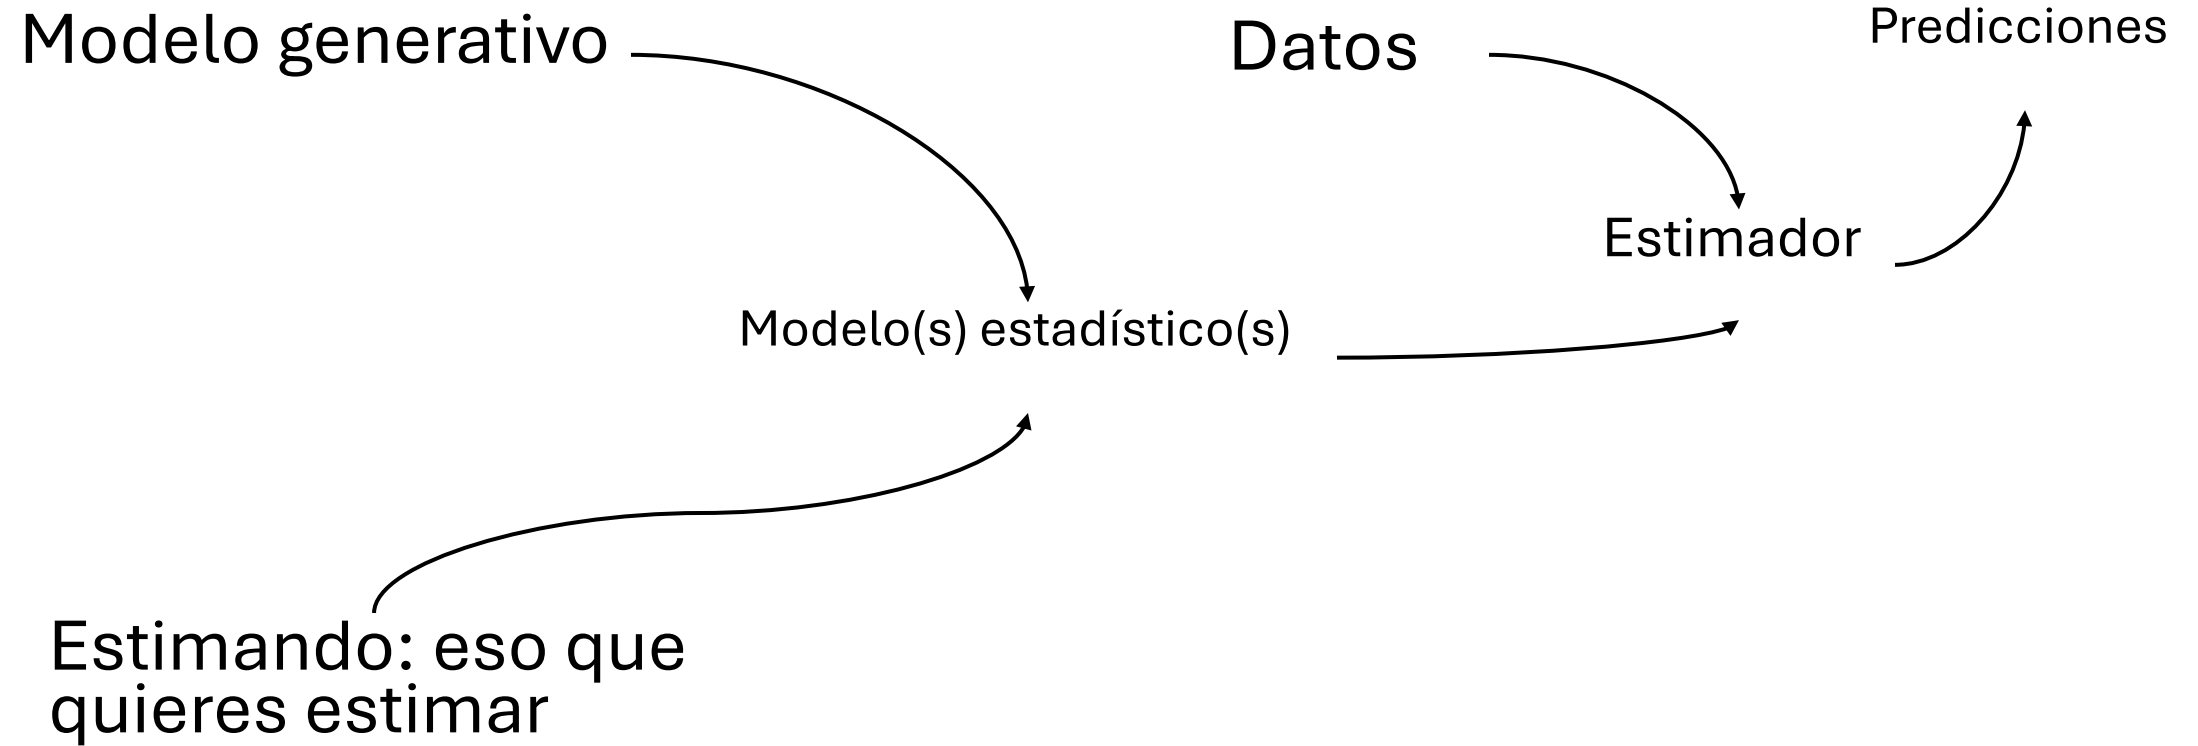 Modelo generativo
Datos
Predicciones
Estimador
Modelo(s) estadístico(s)
Estimando: eso que
quieres estimar